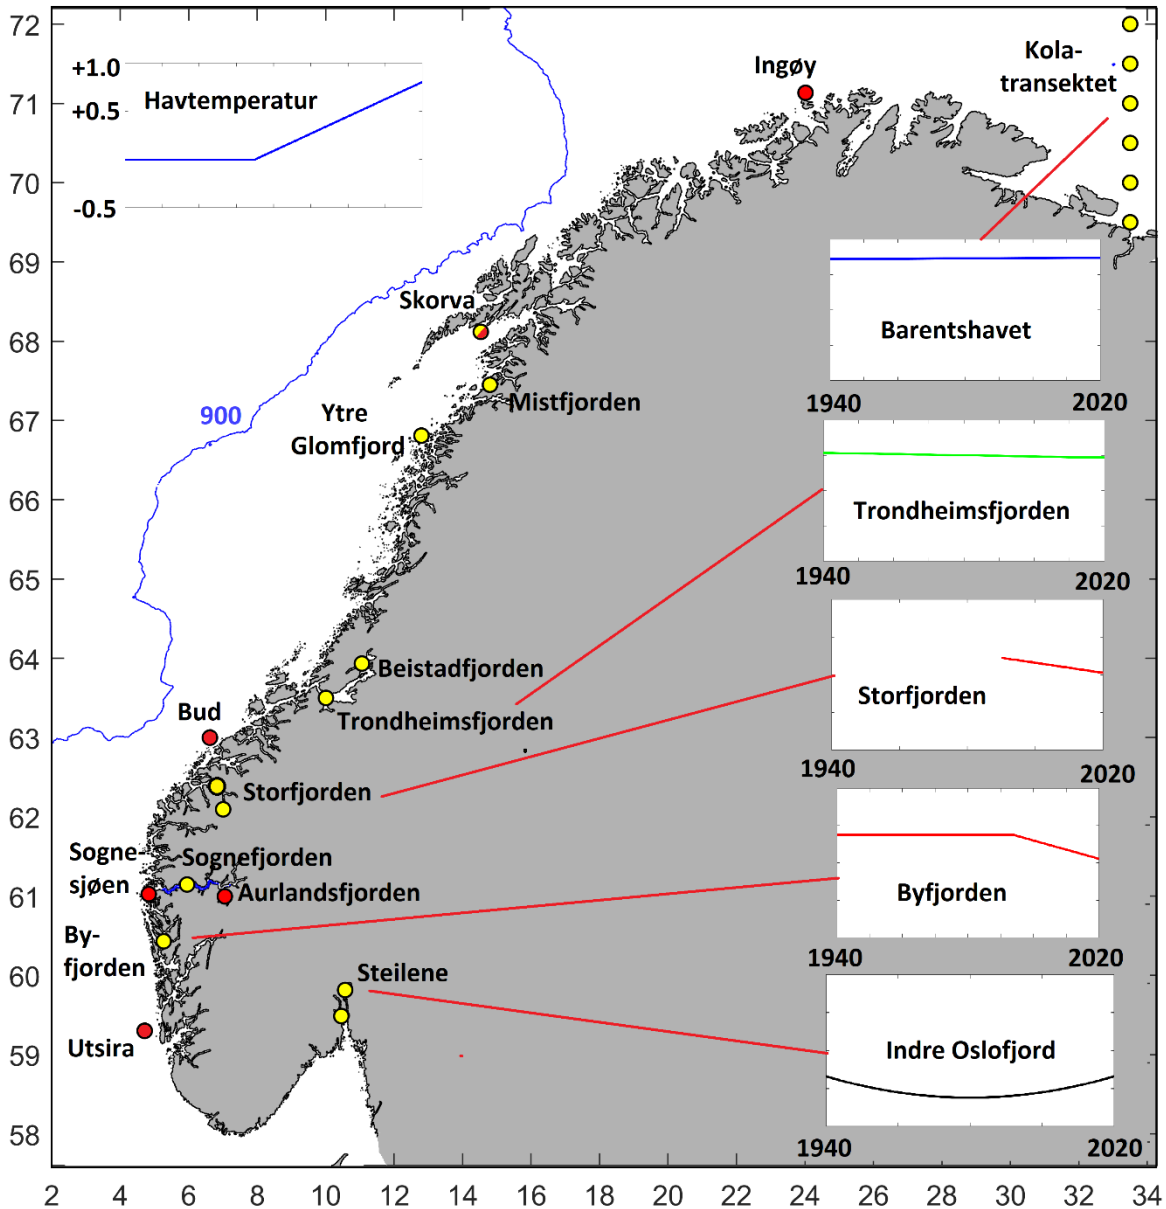 72
71
70
69
68
67
66
65
64
63
62
61
60
59
58
+1.0
+0.5
-0.5
Havtemperatur
Ingøy
Kola-
transektet
Skorva
Mistfjorden
Ytre
Glomfjord
900
Barentshavet
1940 2020
Trondheimsfjorden
1940 2020
Storfjorden
1940 2020
Byfjorden
1940 2020
Indre Oslofjord
1940 2020
Beistadfjorden
Trondheimsfjorden
Bud
Storfjorden
Sogne-
sjøen
Sognefjorden
Aurlandsfjorden
By-
fjorden
Steilene
Utsira
2 4 6 8 10 12 14 16 18 20 22 24 26 28 30 32 34